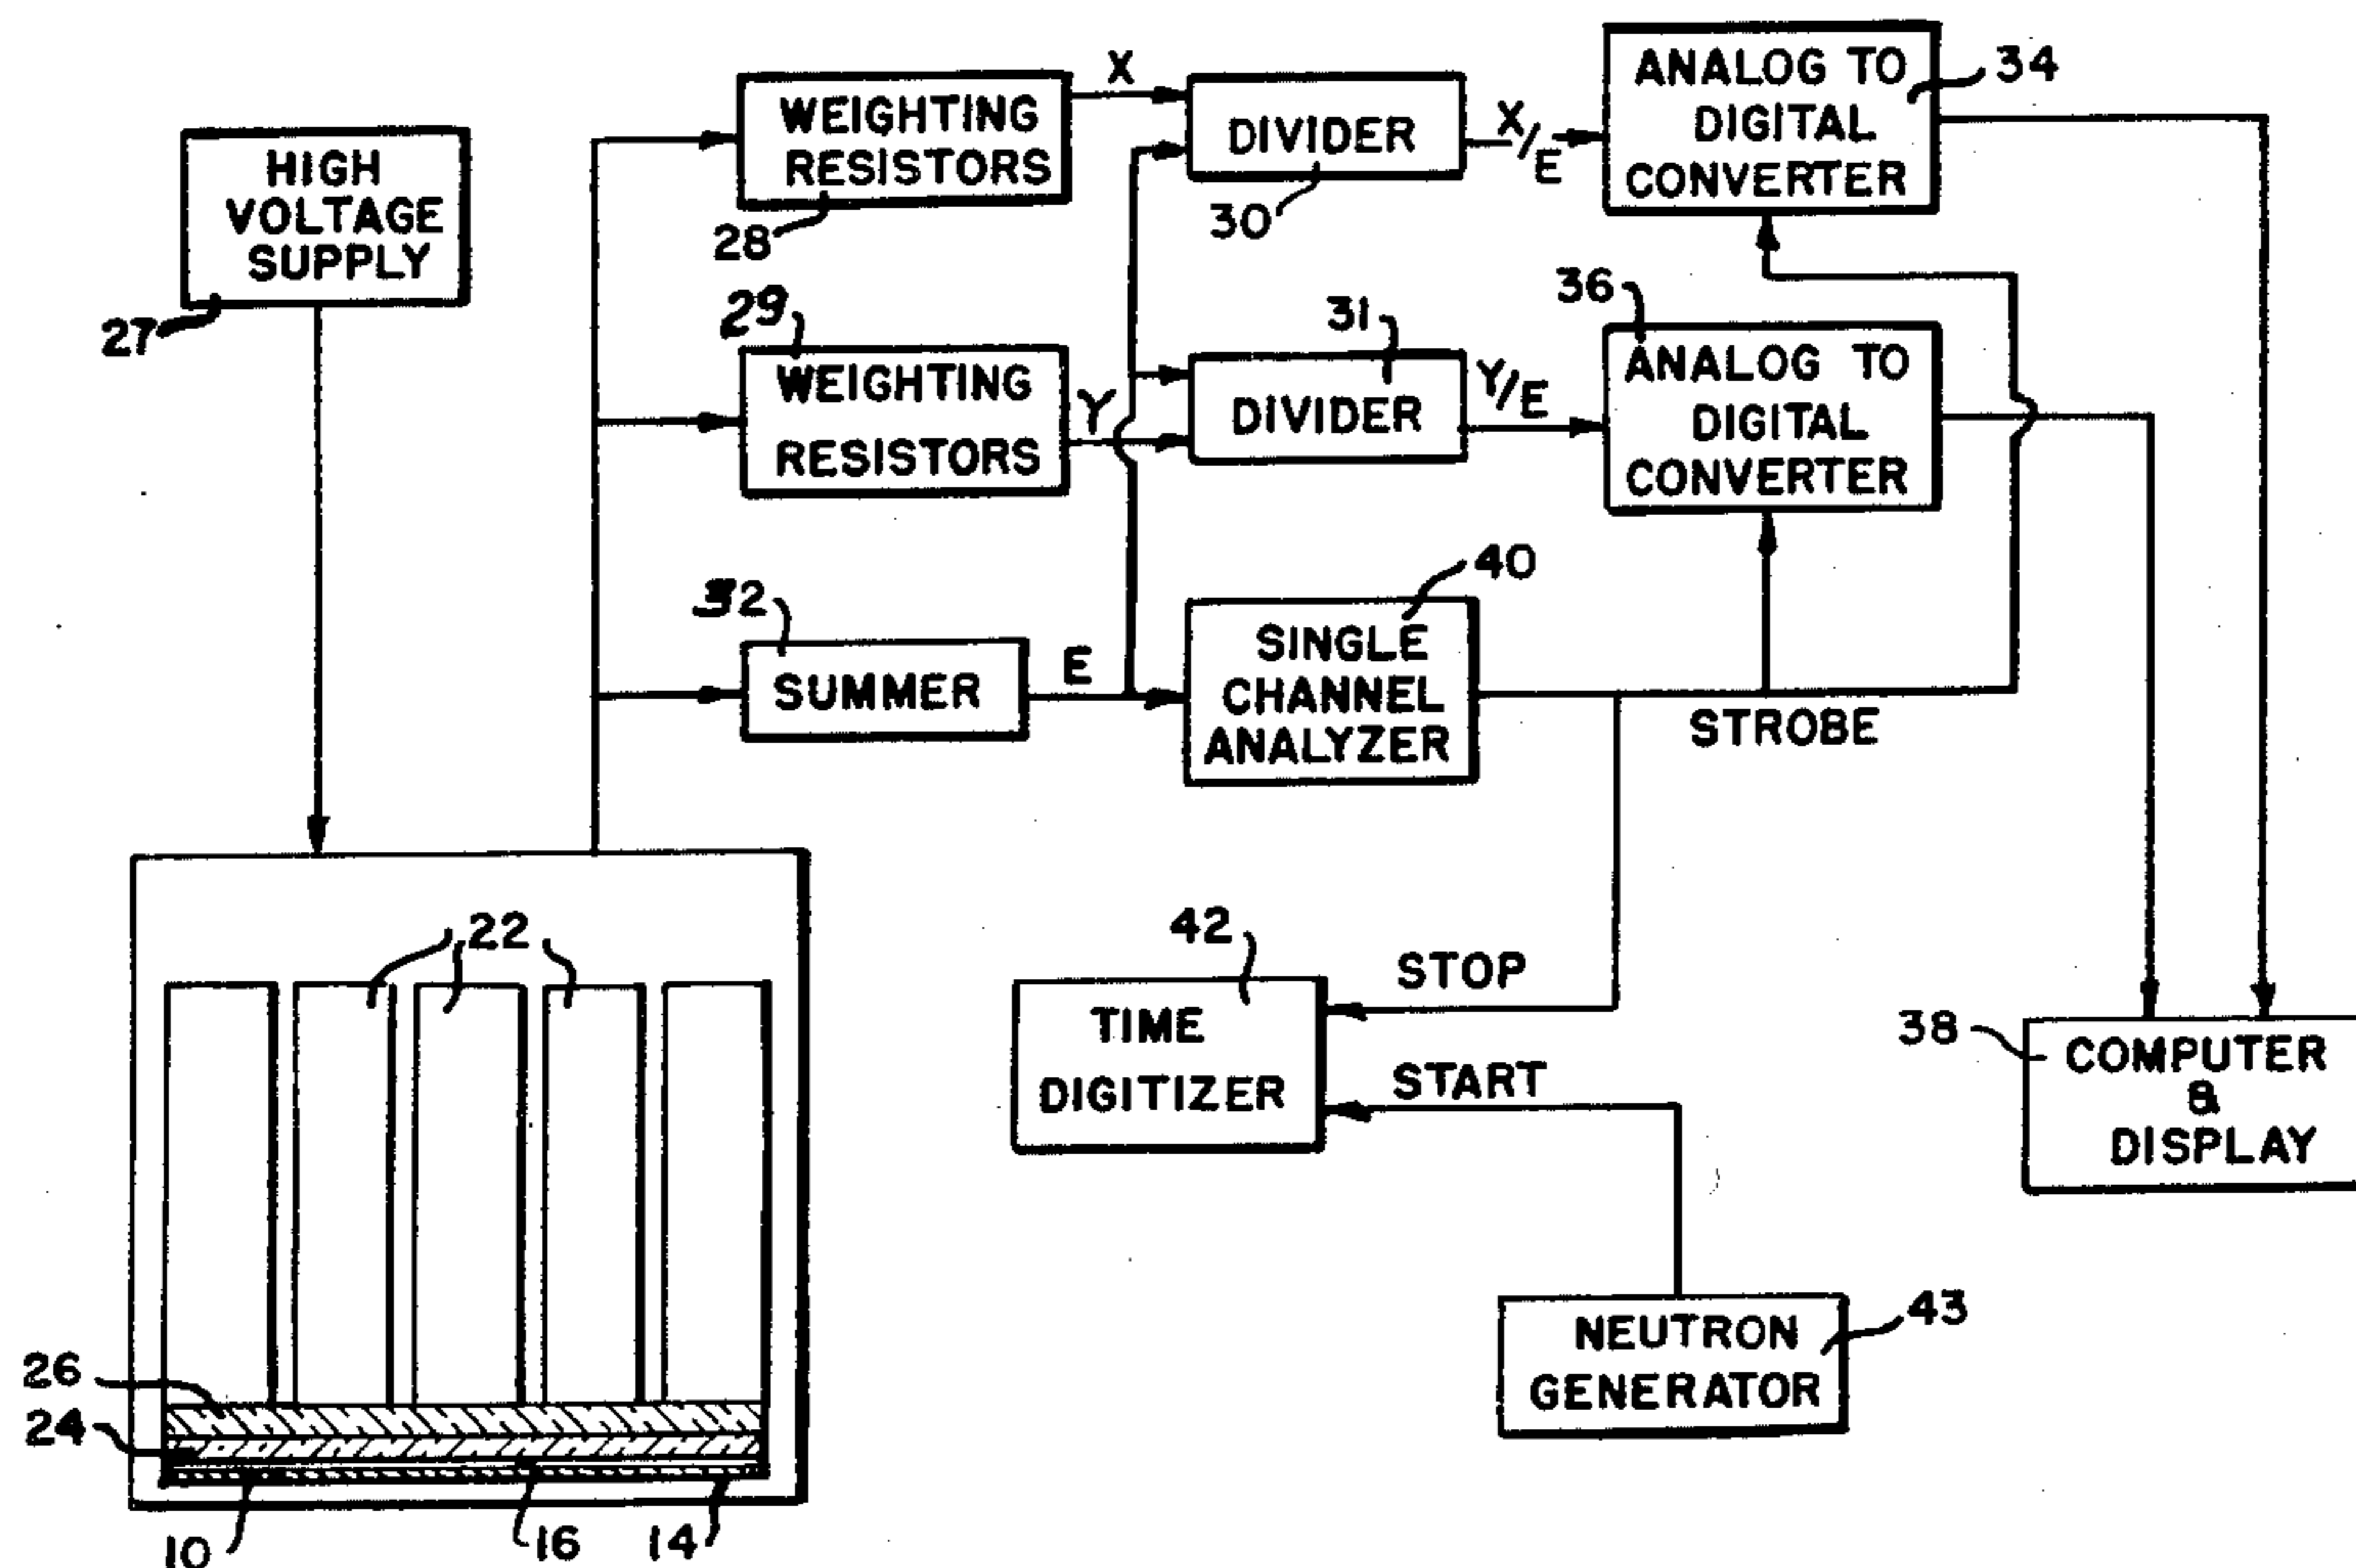 HIGH
VOLTAGE
SUPPLY
27
WEIGHTING
RESISTORS
28
X
DIVIDER
30
X/E
ANALOG TO
DIGITAL
CONVERTER
34
29
WEIGHTING
RESISTORS
Y
31
DIVIDER
Y/E
36
ANALOG TO
DIGITAL
CONVERTER
32
SUMMER
E
40
SINGLE
CHANNEL
ANALYZER
STROBE
22
42
TIME
DIGITIZER
STOP
START
38
COMPUTER
&
DISPLAY
NEUTRON
GENERATOR
43
26
24
10
16
14